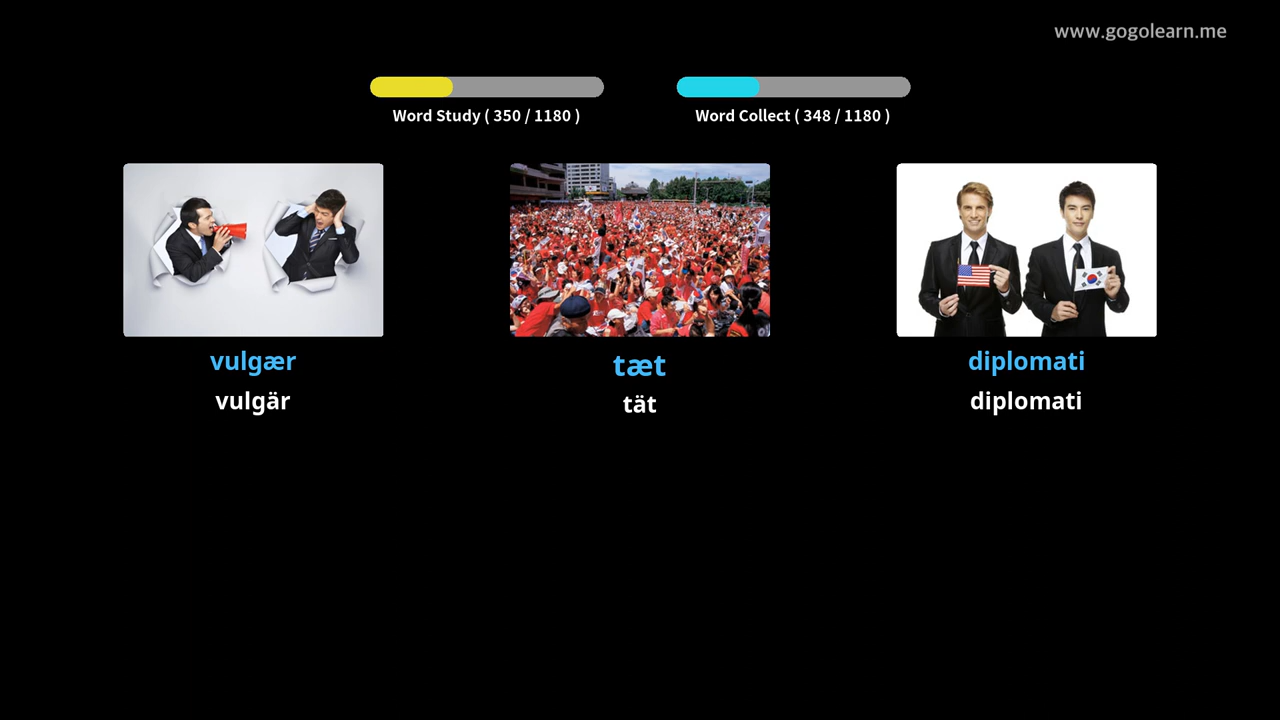 www.gogolearn.me
Word Study ( 350 / 1180 )
Word Collect ( 348 / 1180 )
vulgær
tæt
diplomati
vulgär
tät
diplomati